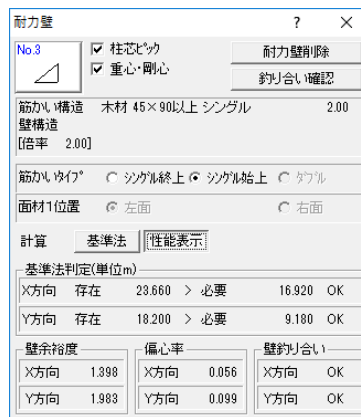 耐力壁 ? ×
No.3
柱芯ピック
耐力壁削除
重心・剛心
釣り合い確認
筋かい構造 木材 45×90以上 シングル 2.00
壁構造
[倍率 2.00]
筋かいタイプ シングル終上 シングル始上 ダブル
面材1位置 左面 右面
計算 基準法 性能表示
基準法判定(単位m)
X方向 存在 23.660 > 必要 16.920 OK
Y方向 存在 18.200 > 必要 9.180 OK
壁余裕度 偏心率 壁釣り合い
X方向 1.398 X方向 0.056 X方向 OK
Y方向 1.983 Y方向 0.099 Y方向 OK